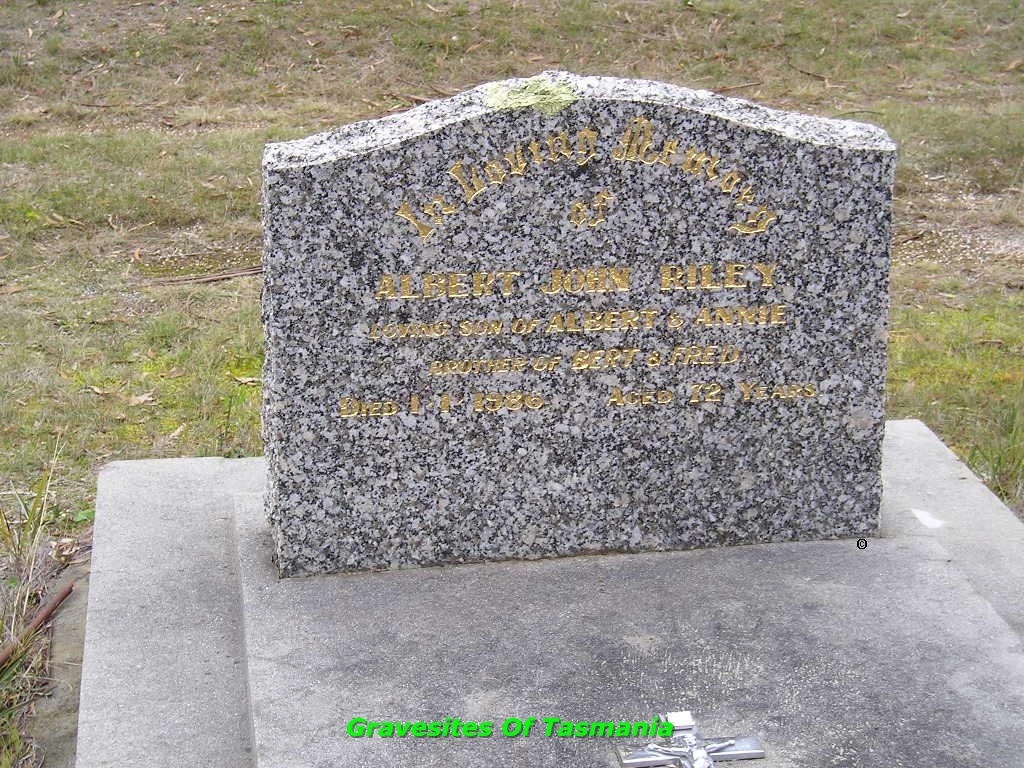 In Loving Memory
of
ALBERT JOHN RILEY
LOVING SON OF ALBERT & ANNIE
BROTHER OF BERT & FRED.
DIED 1-1-1986 AGED 72 YEARS
©
Gravesites Of Tasmania